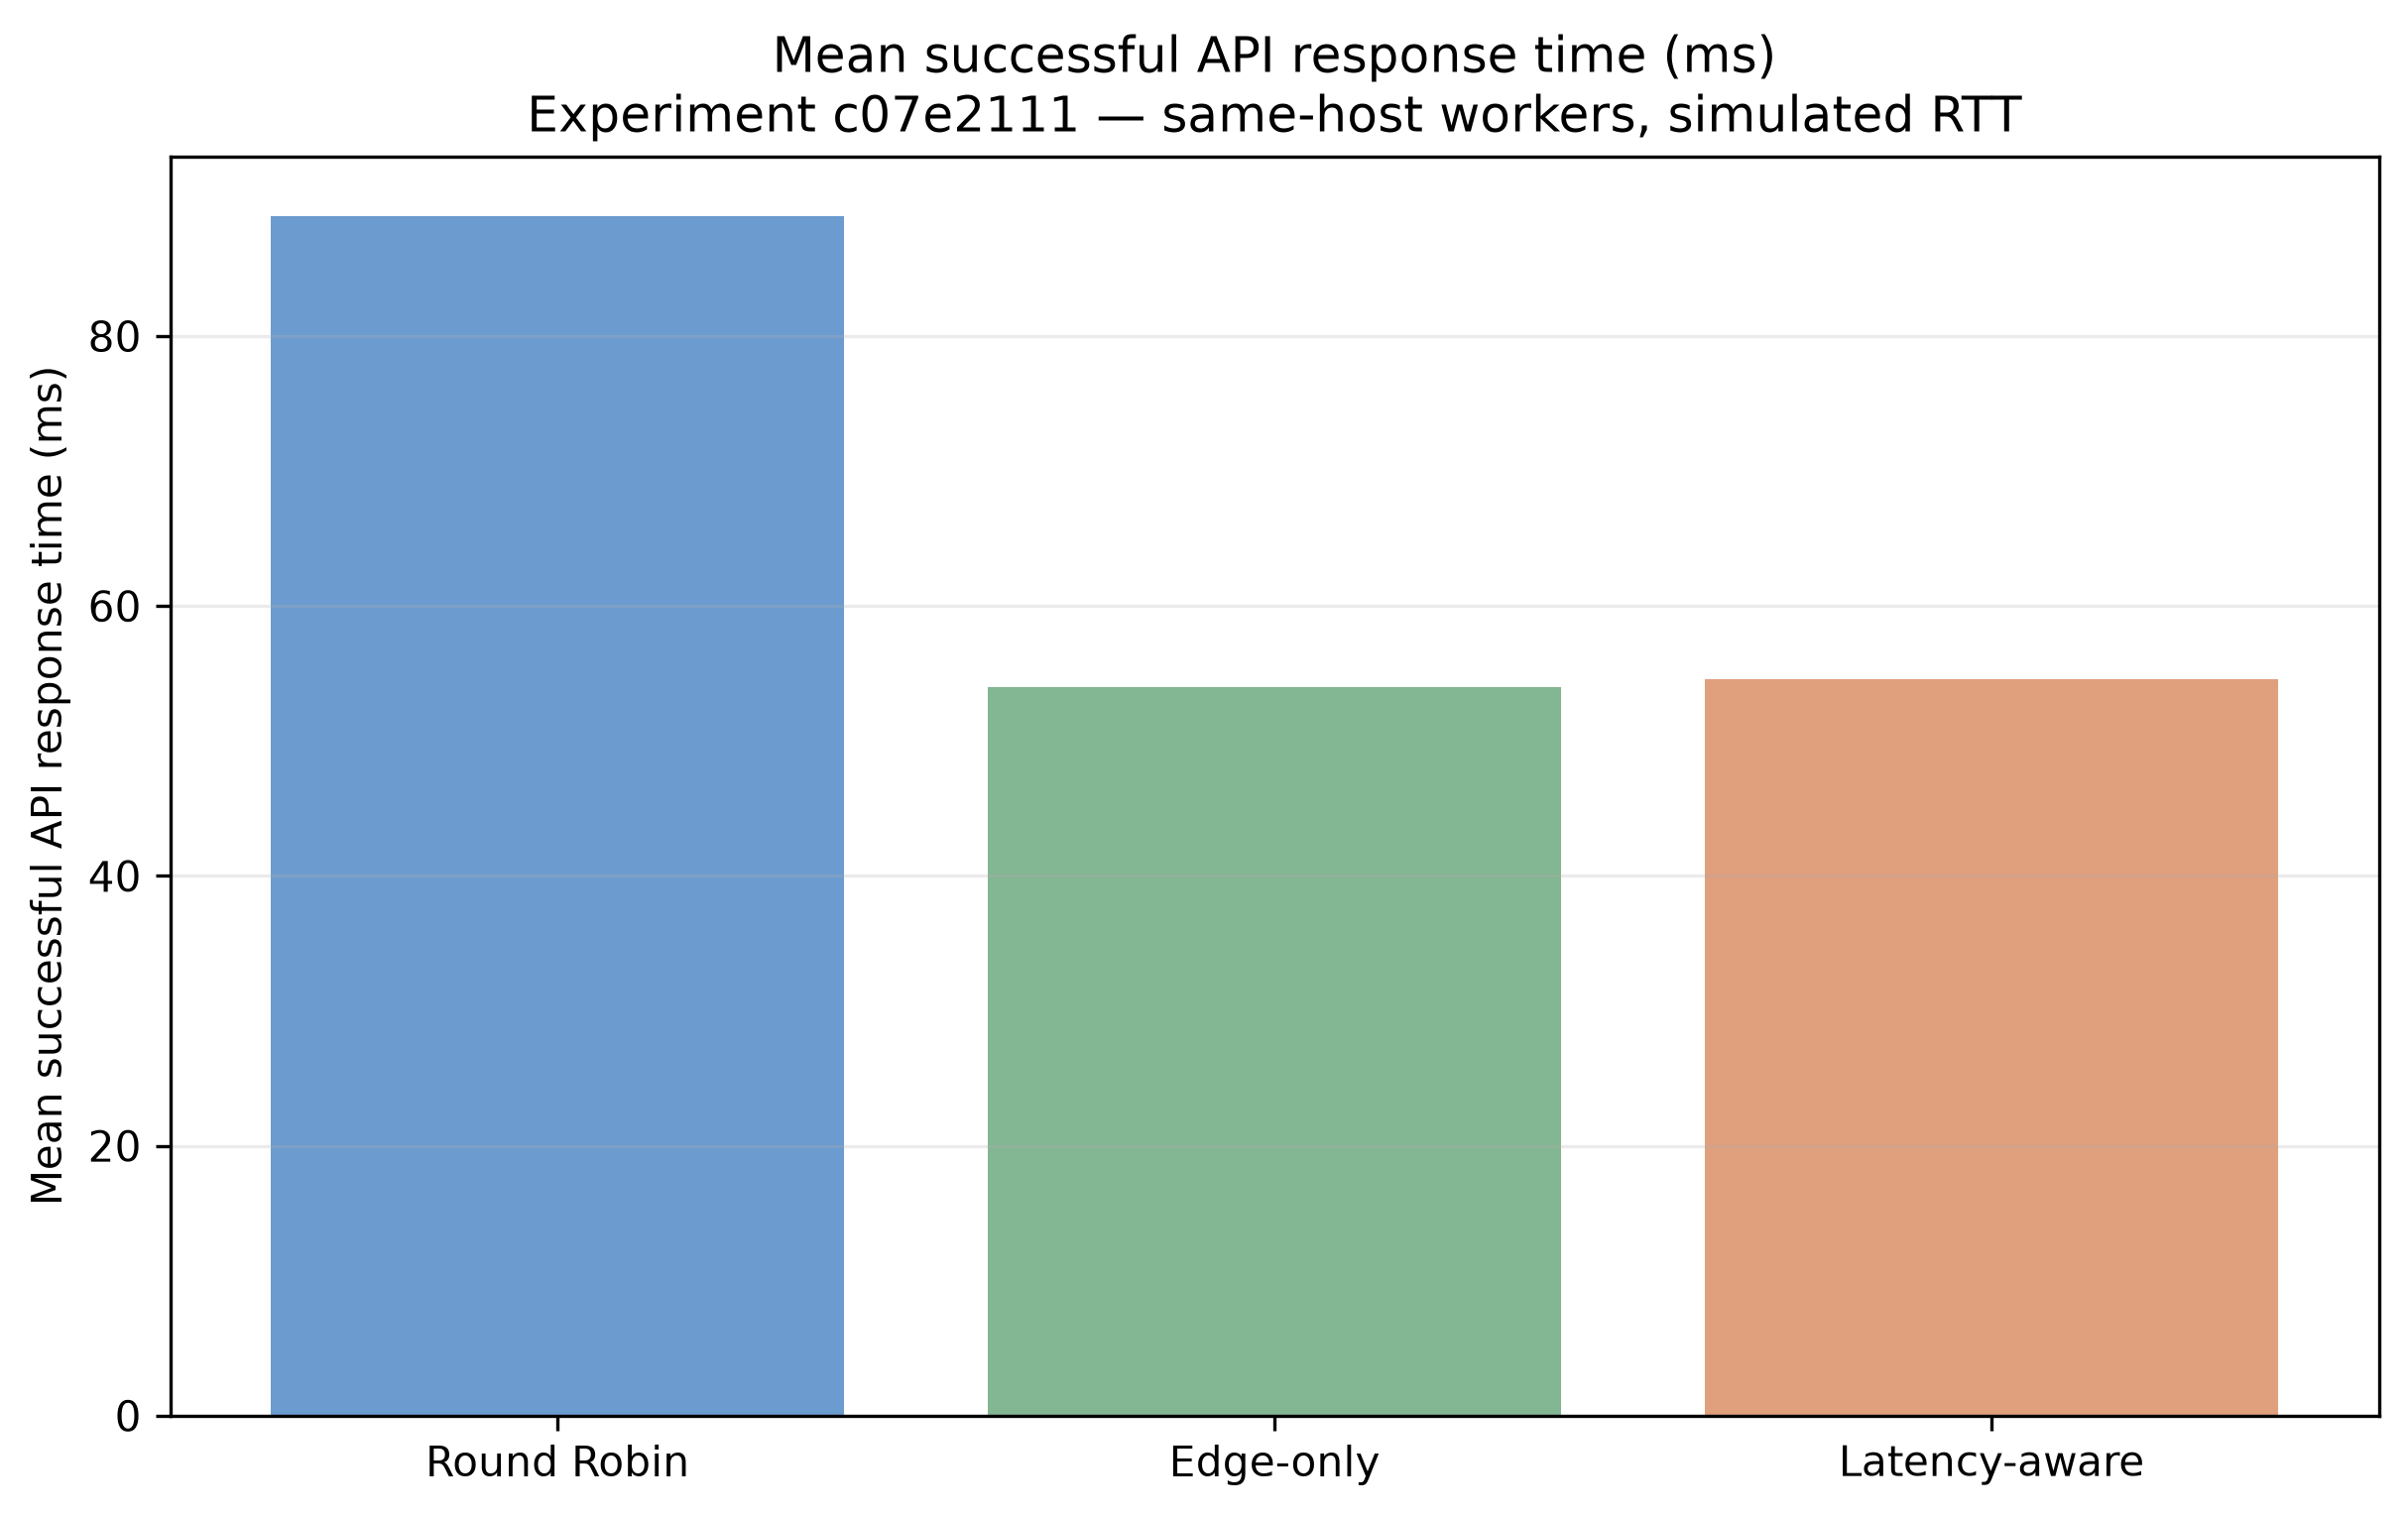 Mean successful API response time (ms)
Experiment c07e2111 — same-host workers, simulated RTT
Mean successful API response time (ms)
80
60
40
20
0
Round Robin
Edge-only
Latency-aware